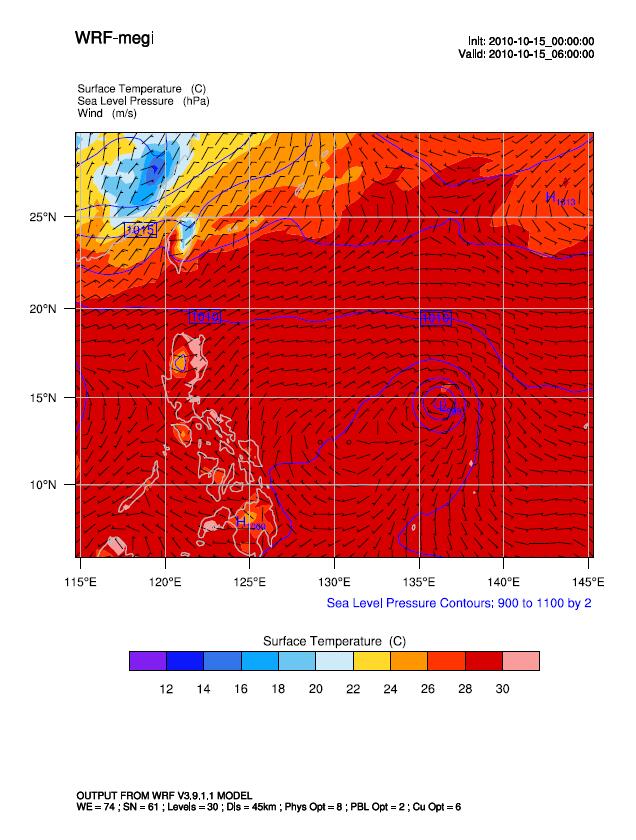 WRF-megi
Init: 2010-10-15_00:00:00
Valid: 2010-10-15_06:00:00
Surface Temperature (C)
Sea Level Pressure (hPa)
Wind (m/s)
25°N
20°N
15°N
10°N
1015
H 1013
H
L
115°E 120°E 125°E 130°E 135°E 140°E 145°E
Sea Level Pressure Contours; 900 to 1100 by 2
Surface Temperature (C)
12 14 16 18 20 22 24 26 28 30
OUTPUT FROM WRF V3.9.1.1 MODEL
WE = 74 ; SN = 61 ; Levels = 30 ; Dis = 45km ; Phys Opt = 8 ; PBL Opt = 2 ; Cu Opt = 6